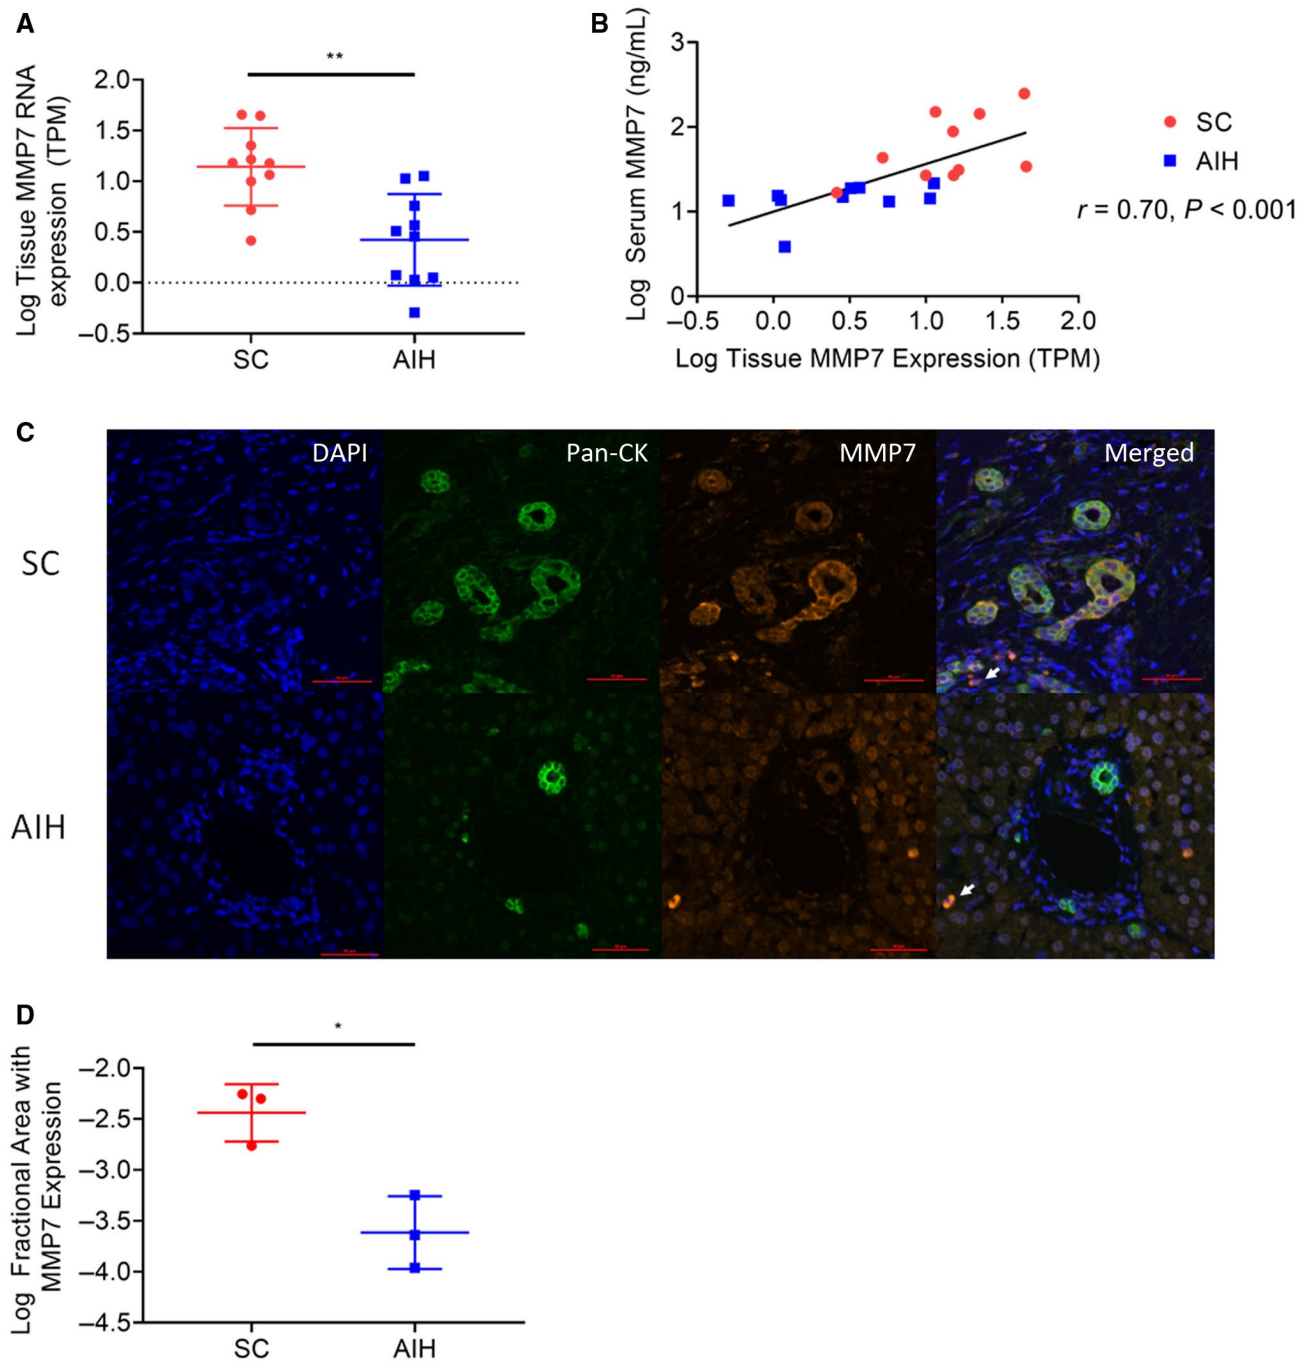 A
**
Log Tissue MMP7 RNA
expression (TPM)
2.0
1.5
1.0
0.5
0.0
–0.5
SC
AIH
B
Log Serum MMP7 (ng/mL)
3
2
1
0
–0.5
0.0
0.5
1.0
1.5
2.0
Log Tissue MMP7 Expression (TPM)
SC
AIH
r = 0.70, P < 0.001
C
DAPI
Pan-CK
MMP7
Merged
SC
AIH
D
*
Log Fractional Area with
MMP7 Expression
–2.0
–2.5
–3.0
–3.5
–4.0
–4.5
SC
AIH